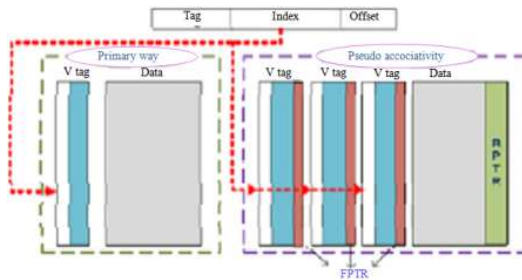 Tag Index Offset
Primary way
Pseudo accociativity
V tag Data
V tag V tag V tag Data
RPTR
FPTR